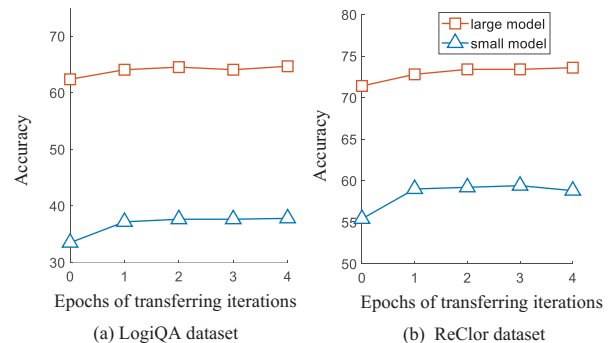 70
60
50
40
30
Accuracy
0 1 2 3 4
Epochs of transferring iterations
(a) LogiQA dataset
large model
small model
80
75
70
65
60
55
50
Accuracy
0 1 2 3 4
Epochs of transferring iterations
(b) ReClor dataset